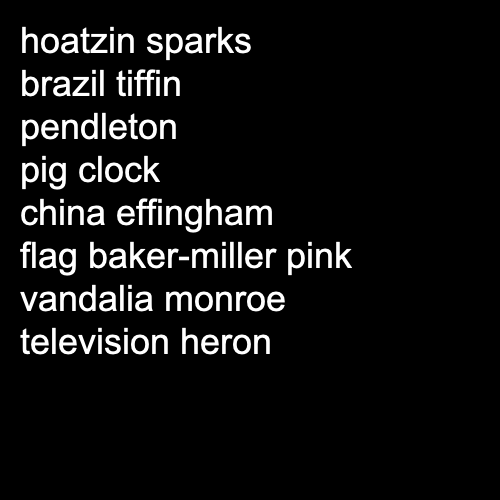 hoatzin sparks
brazil tiffin
pendleton
pig clock
china effingham
flag baker-miller pink
vandalia monroe
television heron